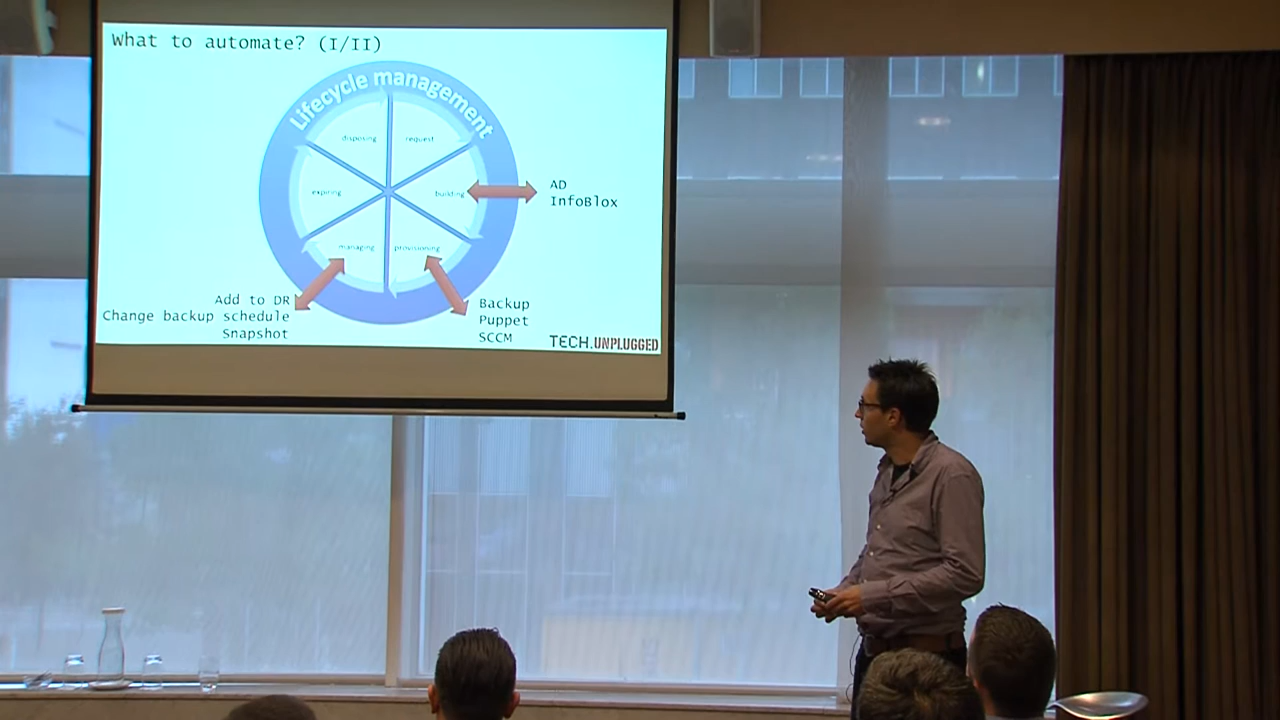 What to automate? (I/II)
Lifecycle management
disposing
request
expiring
building
managing
provisioning
AD
InfoBlox
Add to DR
Change backup schedule
Snapshot
Backup
Puppet
SCCM
TECH.UNPLUGGED